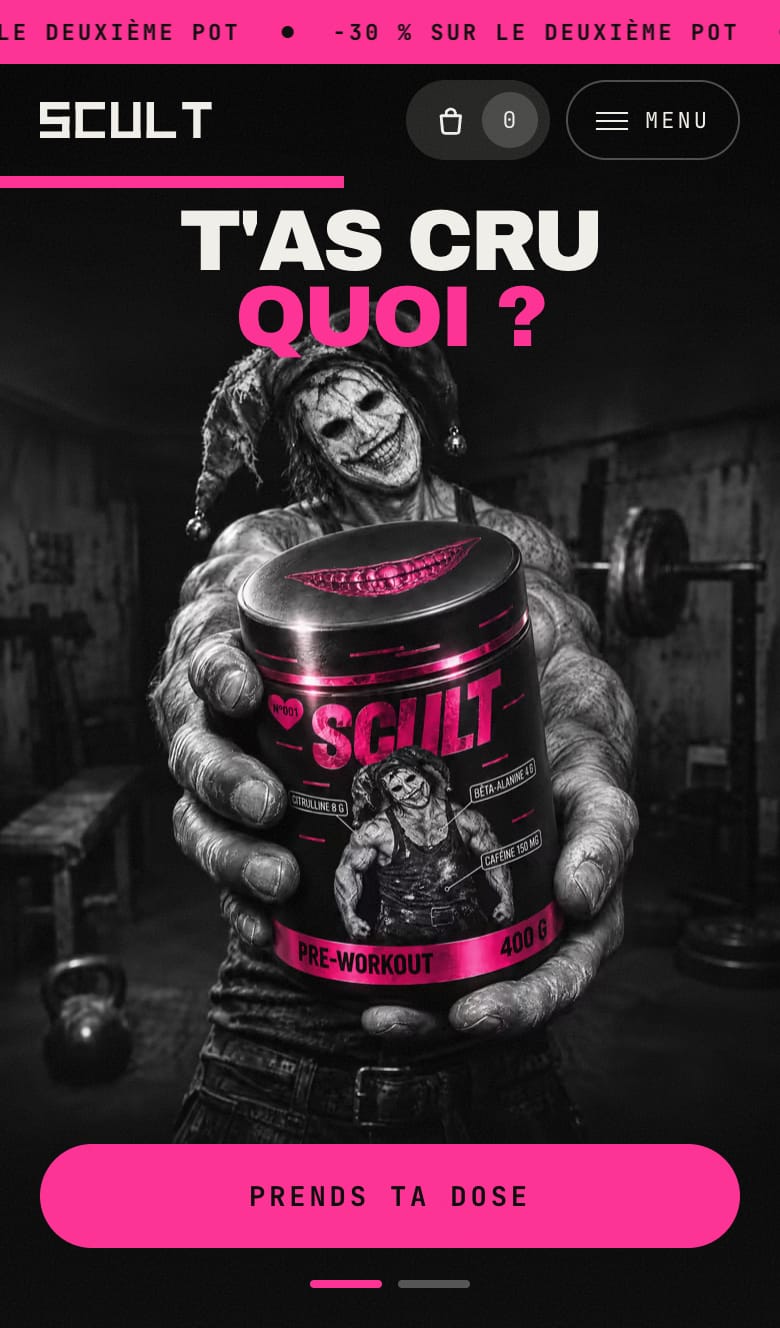 LE DEUXIÈME POT ● -30 % SUR LE DEUXIÈME POT
SCULT
0
MENU
T'AS CRU
QUOI ?
N°001
SCULT
CITRULLINE 8 G
BÊTA-ALANINE 4 G
CAFÉINE 150 MG
PRE-WORKOUT
400 G
PRENDS TA DOSE